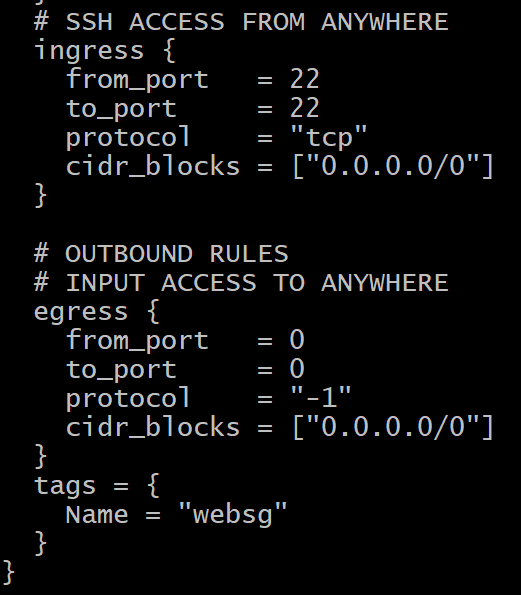 }
# SSH ACCESS FROM ANYWHERE
ingress {
from_port = 22
to_port = 22
protocol = "tcp"
cidr_blocks = ["0.0.0.0/0"]
}
# OUTBOUND RULES
# INPUT ACCESS TO ANYWHERE
egress {
from_port = 0
to_port = 0
protocol = "-1"
cidr_blocks = ["0.0.0.0/0"]
}
tags = {
Name = "websg"
}
}